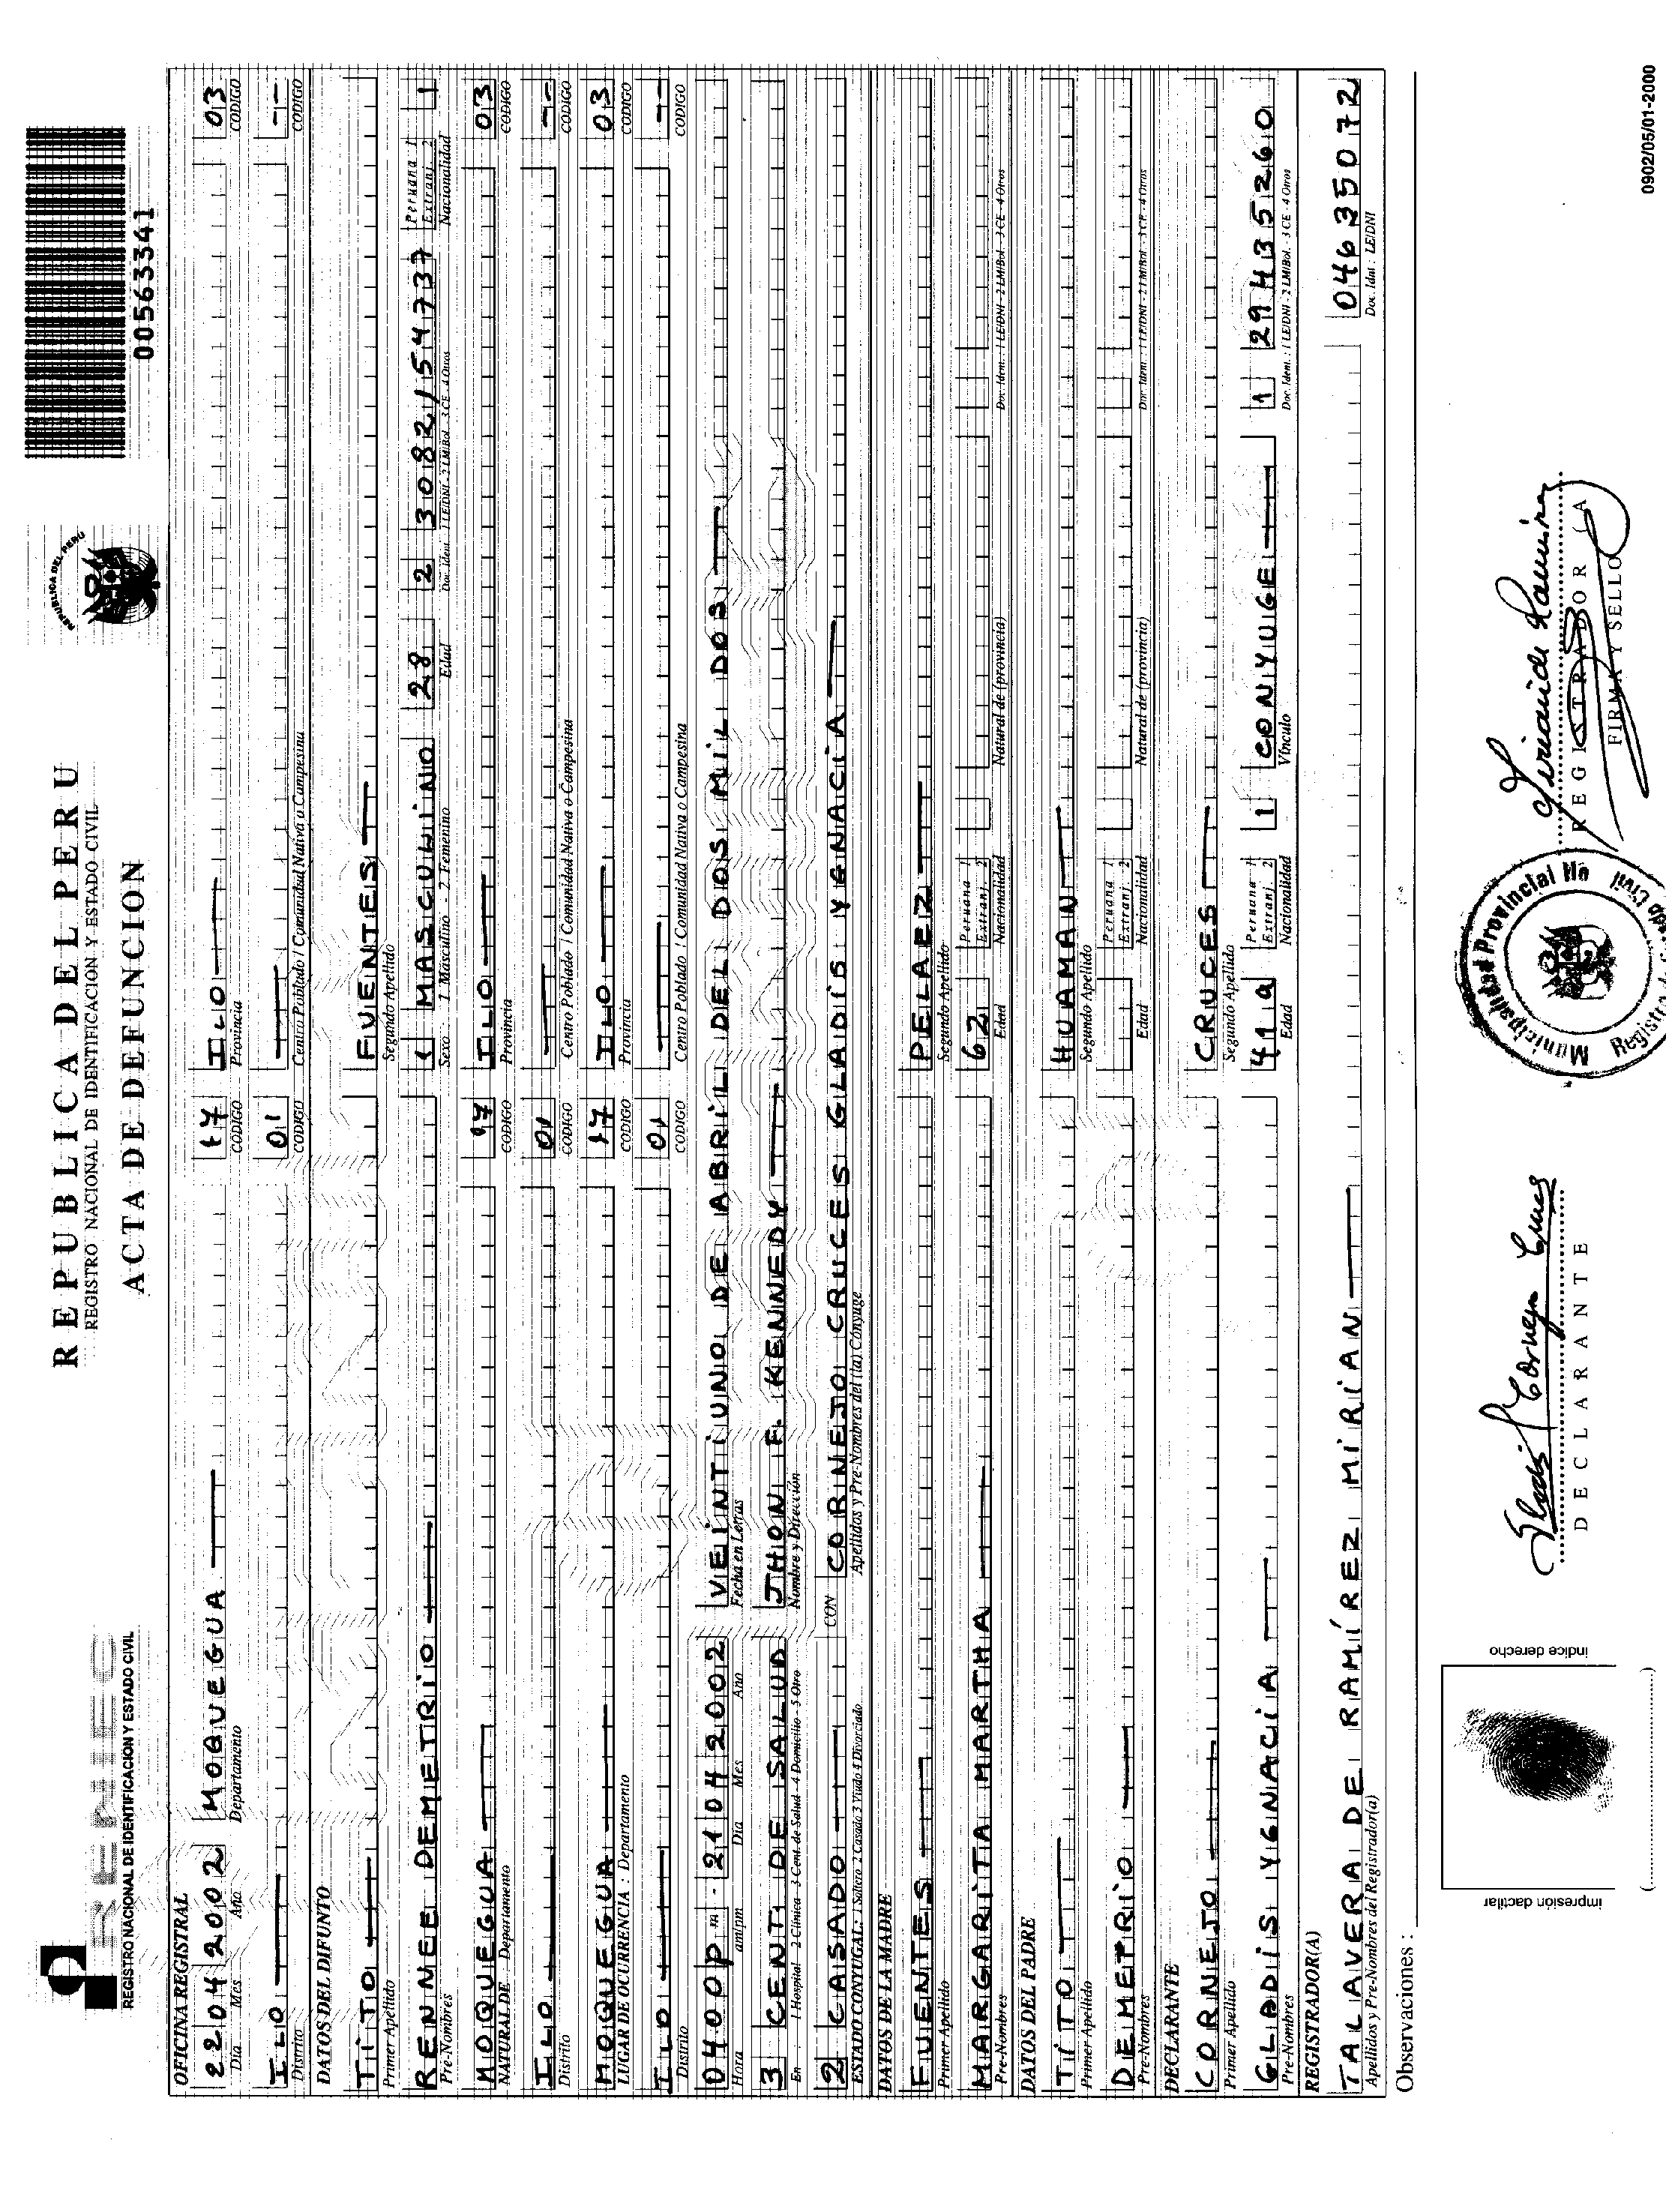 RENIEC
REGISTRO NACIONAL DE IDENTIFICACION Y ESTADO CIVIL
REPUBLICA DEL PERU
REGISTRO NACIONAL DE IDENTIFICACION Y ESTADO CIVIL
ACTA DE DEFUNCION
REPUBLICA DEL PERU
00563341
OFICINA REGISTRAL
22 04 2002 MOQUEGUA 17 ILO 03
Dia Mes Año Departamento CODIGO Provincia CODIGO
ILO 01 --
Distrito CODIGO Centro Poblado / Comunidad Nativa o Campesina CODIGO
DATOS DEL DIFUNTO
TiTO FUENTES
Primer Apellido Segundo Apellido
RENNEE DEMETRiO 1 MASCULiNO 28 2 3082154737 Peruana 1 Extranj. 2 1
Pre-Nombres Sexo: 1. Masculino - 2. Femenino Edad Doc. Ident. 1 LE/DNI - 2 LM/Bol. - 3 CE - 4 Otros Nacionalidad
MOQUEGUA 17 ILO 03
NATURAL DE : Departamento CODIGO Provincia CODIGO
ILO 01 --
Distrito CODIGO Centro Poblado / Comunidad Nativa o Campesina CODIGO
MOQUEGUA 17 ILO 03
LUGAR DE OCURRENCIA : Departamento CODIGO Provincia CODIGO
ILO 01 --
Distrito CODIGO Centro Poblado / Comunidad Nativa o Campesina CODIGO
0400 Pm - 21 04 2002 VEiNTiUNO DE ABRiL DEL DOS MiL DOS
Hora am/pm Dia Mes Año Fecha en Letras
3 CENT. DE SALUD JHON F. KENNEDY
En : 1 Hospital - 2 Clinica - 3 Cent. de Salud - 4 Domicilio - 5 Otro Nombre y Dirección
2 CASADO CON CORNEJO CRUCES GLADiS YGNACiA
ESTADO CONYUGAL: 1 Soltero 2 Casado 3 Viudo 4 Divorciado Apellidos y Pre-Nombres del (la) Cónyuge
DATOS DE LA MADRE
FUENTES PELAEZ
Primer Apellido Segundo Apellido
MARGARiTA MARTHA 62 Peruana 1 Extranj. 2
Pre-Nombres Edad Nacionalidad Natural de (provincia) Doc. Iden. : 1 LE/DNI - 2 LM/Bol. - 3 CE - 4 Otros
DATOS DEL PADRE
TiTO HUAMAN
Primer Apellido Segundo Apellido
DEMETRiO Peruana 1 Extranj. 2
Pre-Nombres Edad Nacionalidad Natural de (provincia) Doc. Iden. : 1 LE/DNI - 2 LM/Bol. - 3 CE - 4 Otros
DECLARANTE
CORNEJO CRUCES
Primer Apellido Segundo Apellido
GLADiS YGNACiA 41 a Peruana 1 Extranj. 2 1 CONYUGE 1 29435260
Pre-Nombres Edad Nacionalidad Vínculo Doc. Iden. : 1 LE/DNI - 2 LM/Bol. - 3 CE - 4 Otros
REGISTRADOR(A)
TALAVERA DE RAMÍREZ MiRiAN 04635072
Apellidos y Pre-Nombres del Registrador(a) Doc. Idnt : LE/DNI
Observaciones :
impresión dactilar
indice derecho
DECLARANTE
Municipalidad Provincial Ilo
REGISTRADOR (A)
FIRMA Y SELLO
0902/05/01-2000